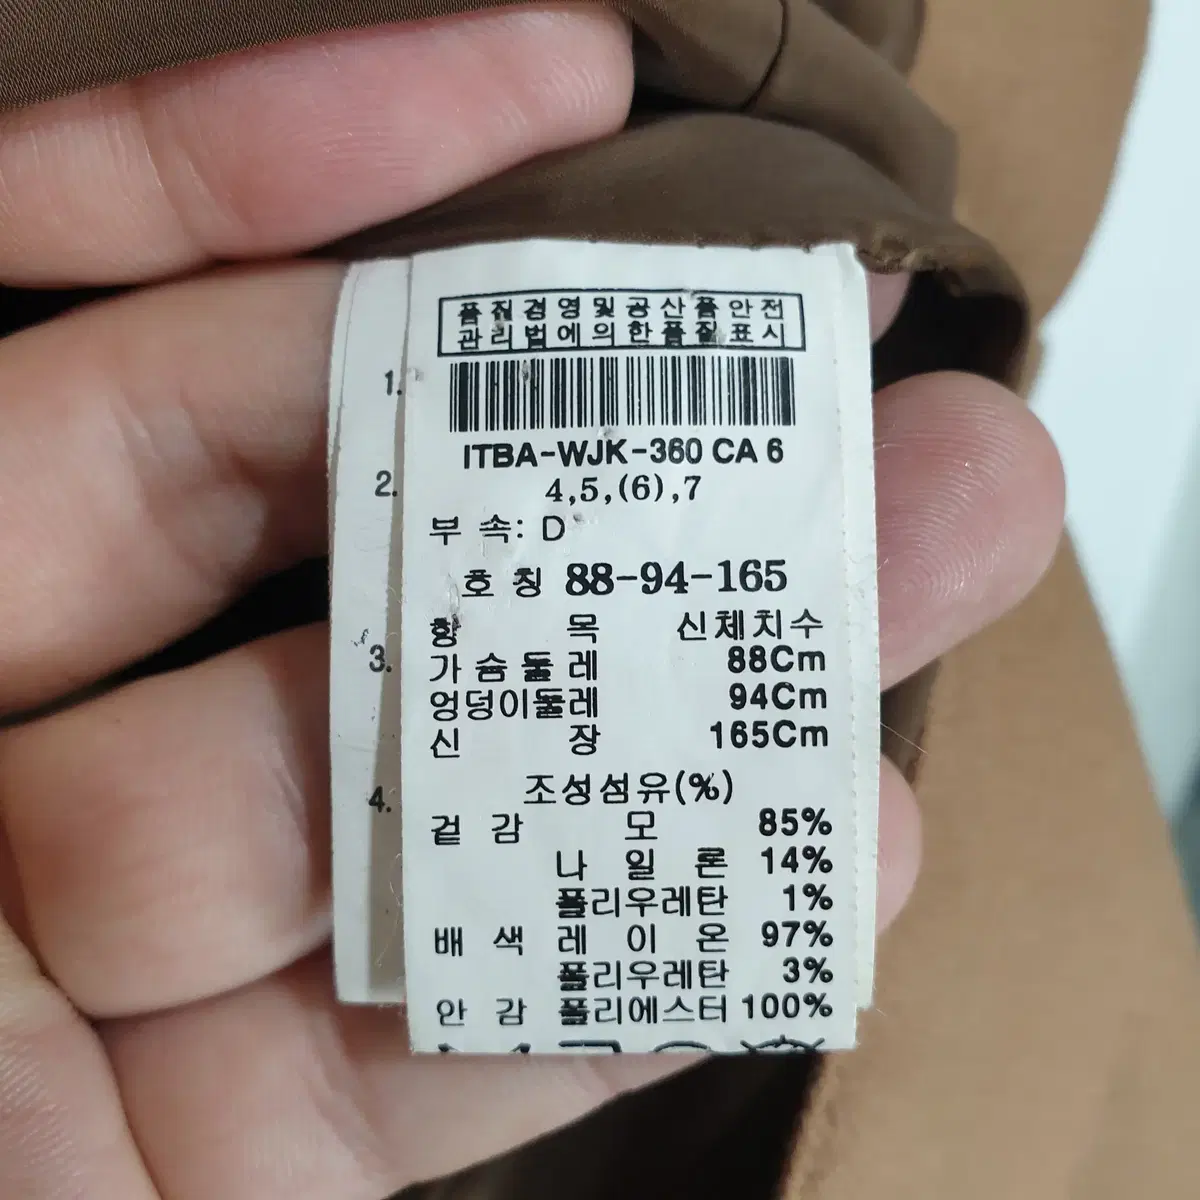 품질경영및공산품안전
관리법에의한품질표시
1.
ITBA-WJK-360 CA 6
2.
4,5,(6),7
부 속: D
호 칭 88-94-165
항 목 신체치수
3.
가슴둘레 88Cm
엉덩이둘레 94Cm
신 장 165Cm
4.
조성섬유(%)
겉 감 모 85%
나 일 론 14%
폴리우레탄 1%
배 색 레 이 온 97%
폴리우레탄 3%
안 감 폴리에스터 100%